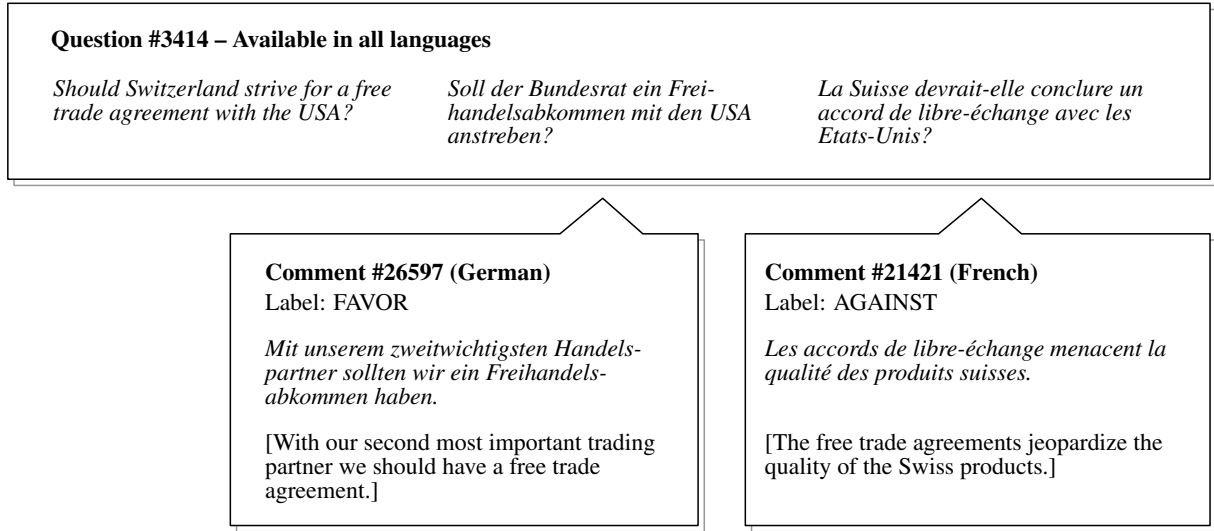 Question #3414 – Available in all languages
Should Switzerland strive for a free
trade agreement with the USA?
Soll der Bundesrat ein Frei-
handelsabkommen mit den USA
anstreben?
La Suisse devrait-elle conclure un
accord de libre-échange avec les
Etats-Unis?
Comment #26597 (German)
Label: FAVOR
Mit unserem zweitwichtigsten Handels-
partner sollten wir ein Freihandels-
abkommen haben.
[With our second most important trading
partner we should have a free trade
agreement.]
Comment #21421 (French)
Label: AGAINST
Les accords de libre-échange menacent la
qualité des produits suisses.
[The free trade agreements jeopardize the
quality of the Swiss products.]